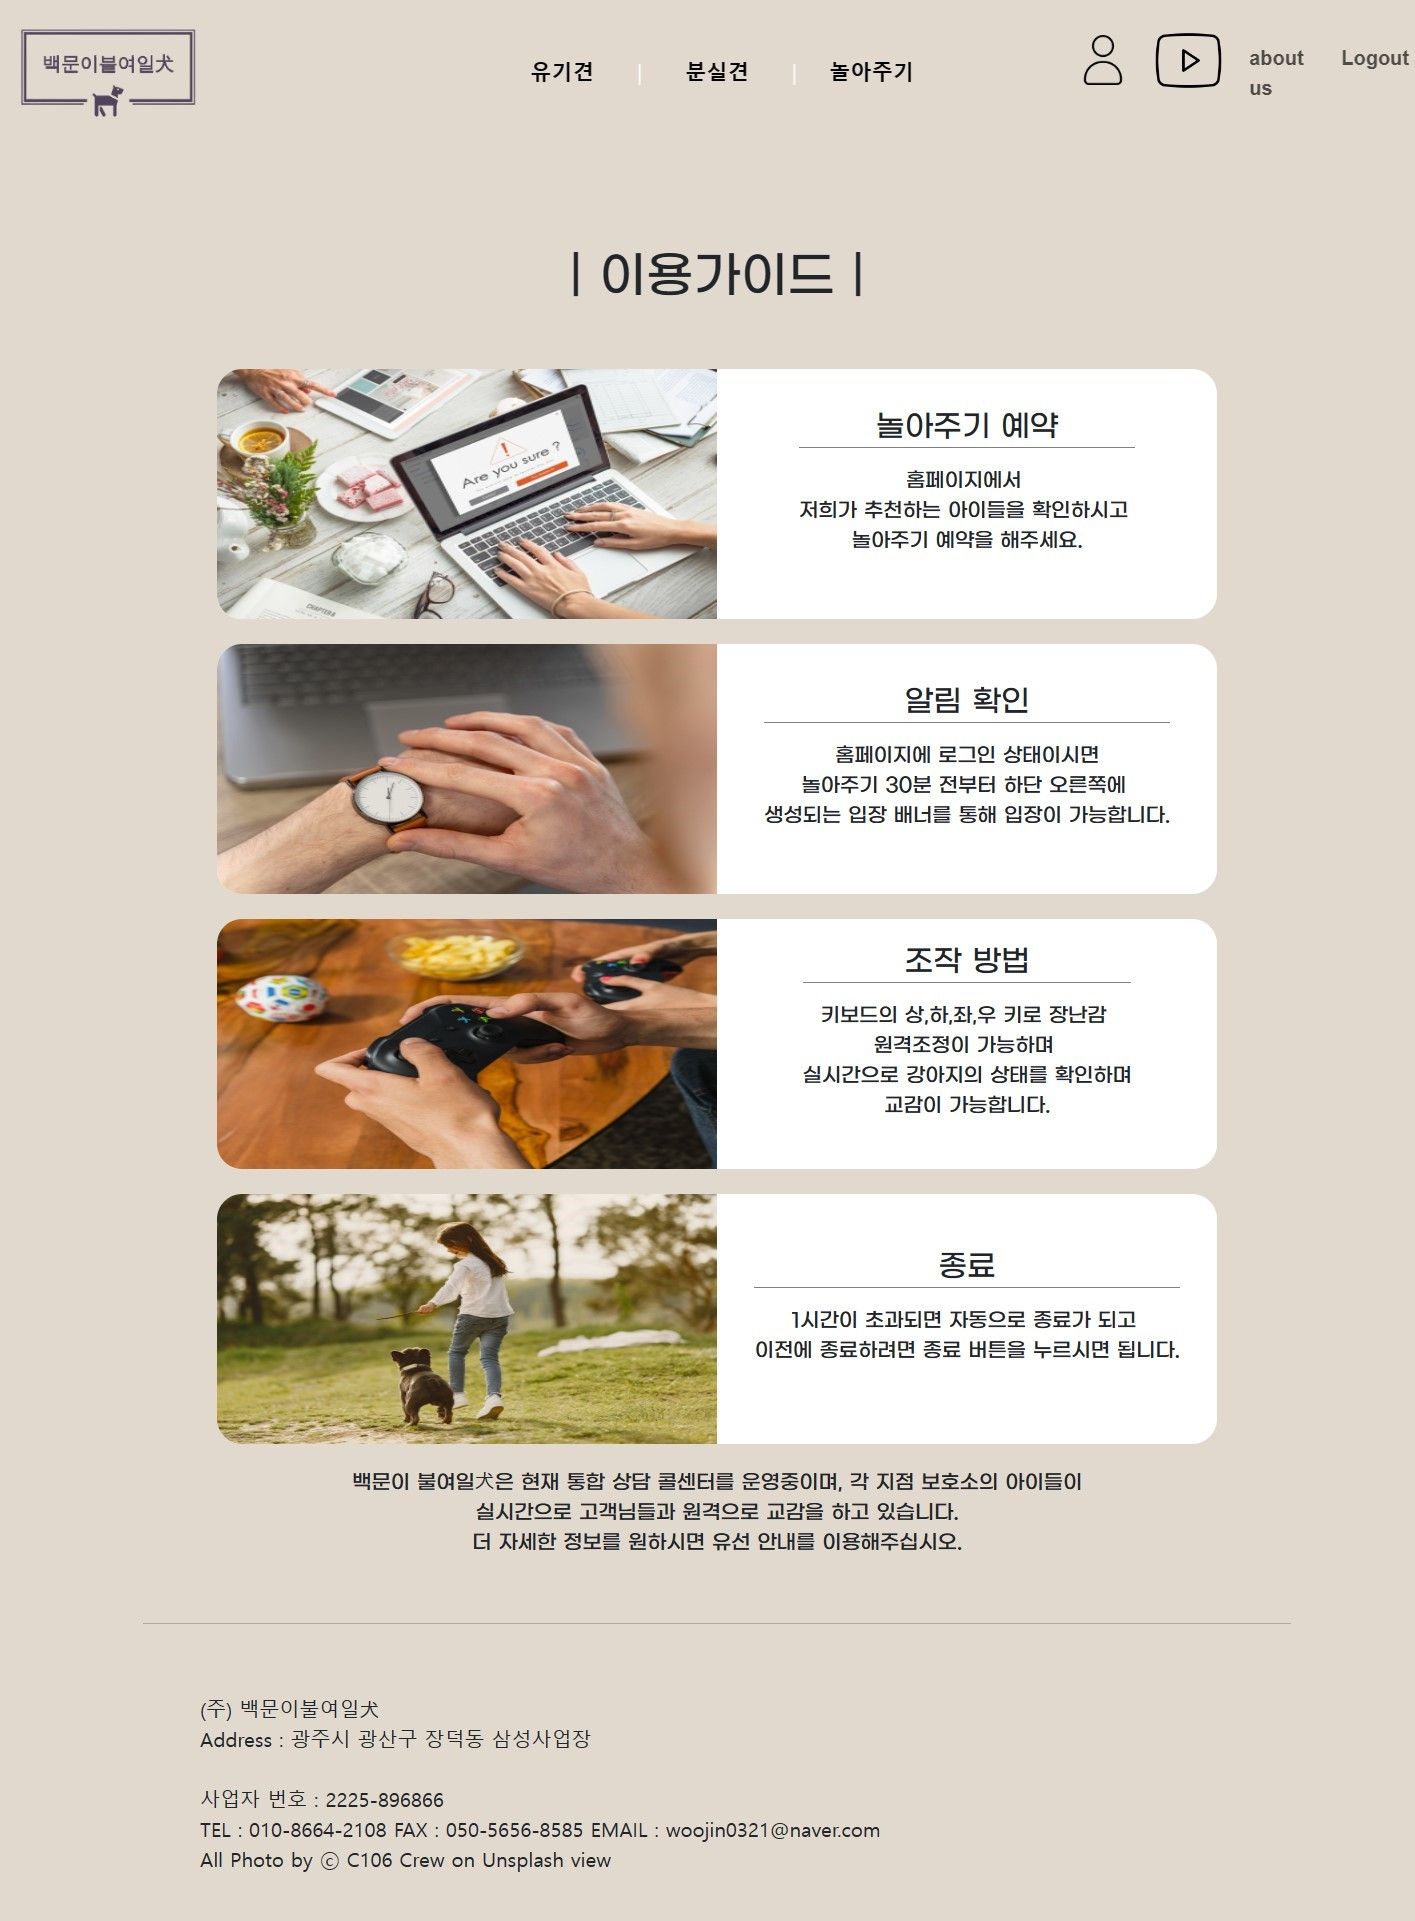 백문이불여일犬
유기견 | 분실견 | 놀아주기
about us
Logout
| 이용가이드 |
Are you sure ?
CHAPTER 6
놀아주기 예약
홈페이지에서
저희가 추천하는 아이들을 확인하시고
놀아주기 예약을 해주세요.
알림 확인
홈페이지에 로그인 상태이시면
놀아주기 30분 전부터 하단 오른쪽에
생성되는 입장 배너를 통해 입장이 가능합니다.
조작 방법
키보드의 상,하,좌,우 키로 장난감
원격조정이 가능하며
실시간으로 강아지의 상태를 확인하며
교감이 가능합니다.
종료
1시간이 초과되면 자동으로 종료가 되고
이전에 종료하려면 종료 버튼을 누르시면 됩니다.
백문이 불여일犬은 현재 통합 상담 콜센터를 운영중이며, 각 지점 보호소의 아이들이
실시간으로 고객님들과 원격으로 교감을 하고 있습니다.
더 자세한 정보를 원하시면 유선 안내를 이용해주십시오.
(주) 백문이불여일犬
Address : 광주시 광산구 장덕동 삼성사업장
사업자 번호 : 2225-896866
TEL : 010-8664-2108 FAX : 050-5656-8585 EMAIL : woojin0321@naver.com
All Photo by ⓒ C106 Crew on Unsplash view